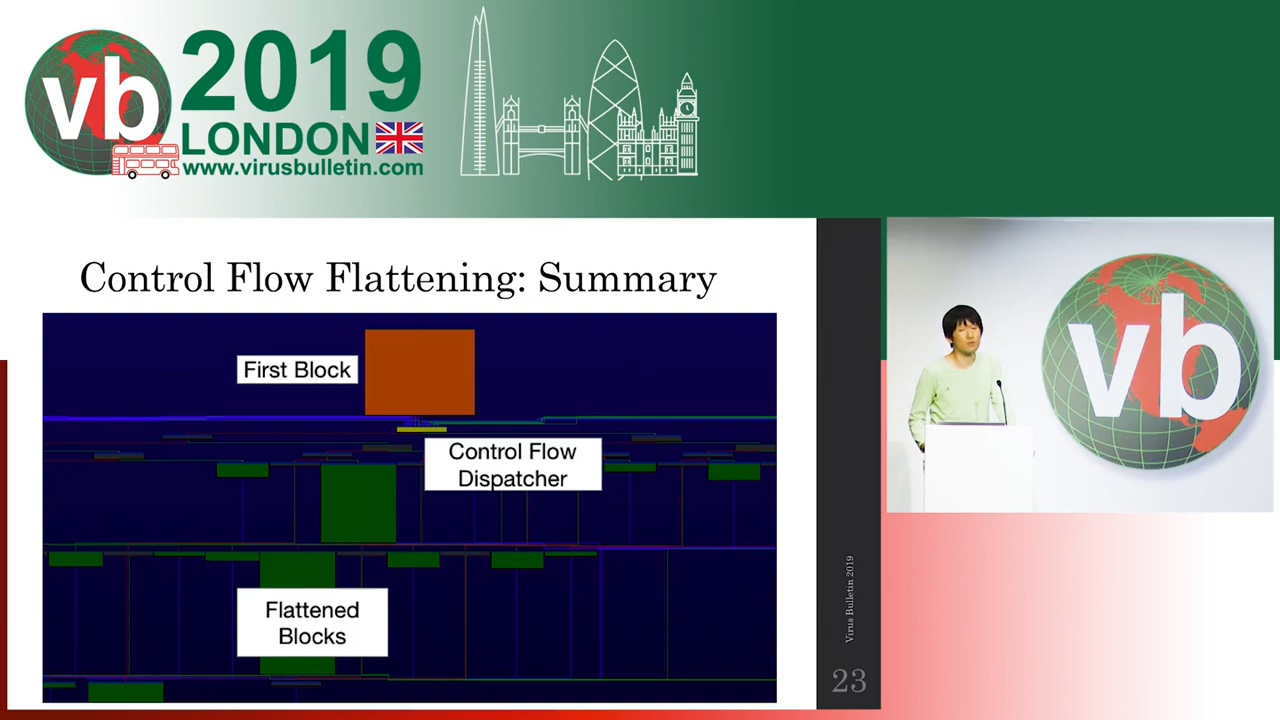 vb
2019
LONDON
www.virusbulletin.com
Control Flow Flattening: Summary
First Block
Control Flow
Dispatcher
Flattened
Blocks
Virus Bulletin 2019
23
vb